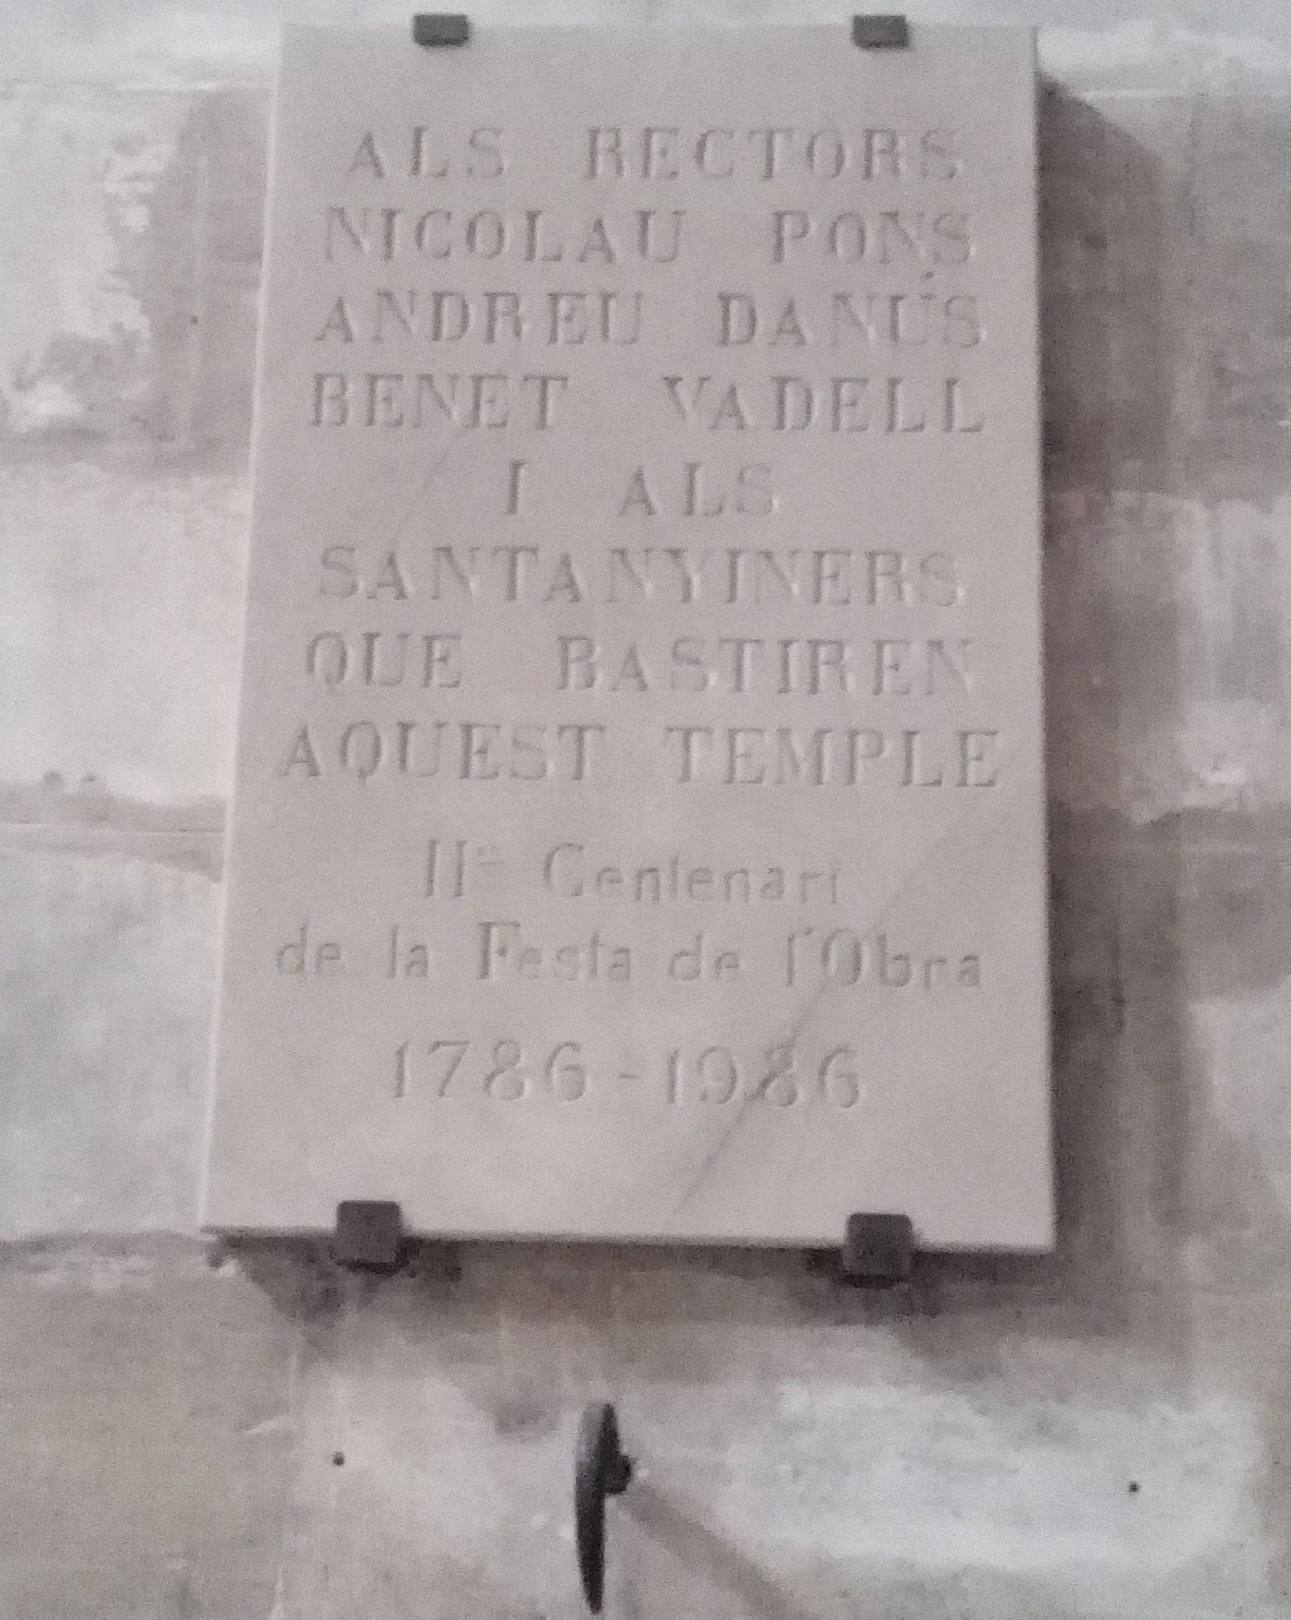 ALS RECTORS
NICOLAU PONS
ANDREU DANÚS
BENET VADELL
I ALS
SANTANYINERS
QUE BASTIREN
AQUEST TEMPLE
IIⁿ Centenari
de la Festa de l'Obra
1786-1986